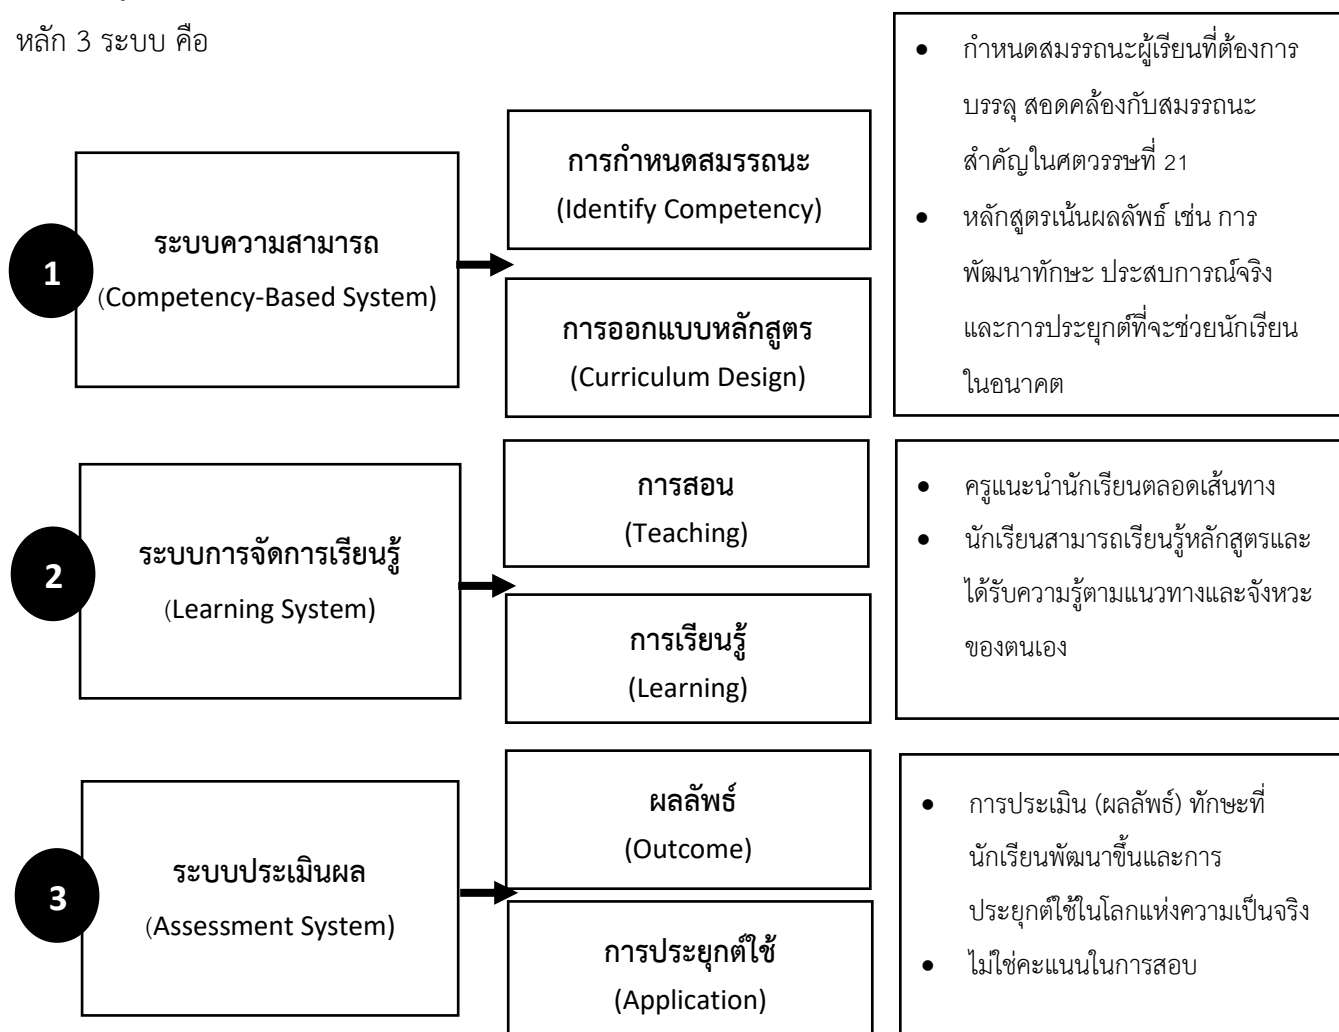 หลัก 3 ระบบ คือ
1
ระบบความสามารถ
(Competency-Based System)
การกำหนดสมรรถนะ
(Identify Competency)
การออกแบบหลักสูตร
(Curriculum Design)
• กำหนดสมรรถนะผู้เรียนที่ต้องการ
บรรลุ สอดคล้องกับสมรรถนะ
สำคัญในศตวรรษที่ 21
• หลักสูตรเน้นผลลัพธ์ เช่น การ
พัฒนาทักษะ ประสบการณ์จริง
และการประยุกต์ที่จะช่วยนักเรียน
ในอนาคต
2
ระบบการจัดการเรียนรู้
(Learning System)
การสอน
(Teaching)
การเรียนรู้
(Learning)
• ครูแนะนำนักเรียนตลอดเส้นทาง
• นักเรียนสามารถเรียนรู้หลักสูตรและ
ได้รับความรู้ตามแนวทางและจังหวะ
ของตนเอง
3
ระบบประเมินผล
(Assessment System)
ผลลัพธ์
(Outcome)
การประยุกต์ใช้
(Application)
• การประเมิน (ผลลัพธ์) ทักษะที่
นักเรียนพัฒนาขึ้นและการ
ประยุกต์ใช้ในโลกแห่งความเป็นจริง
• ไม่ใช่คะแนนในการสอบ